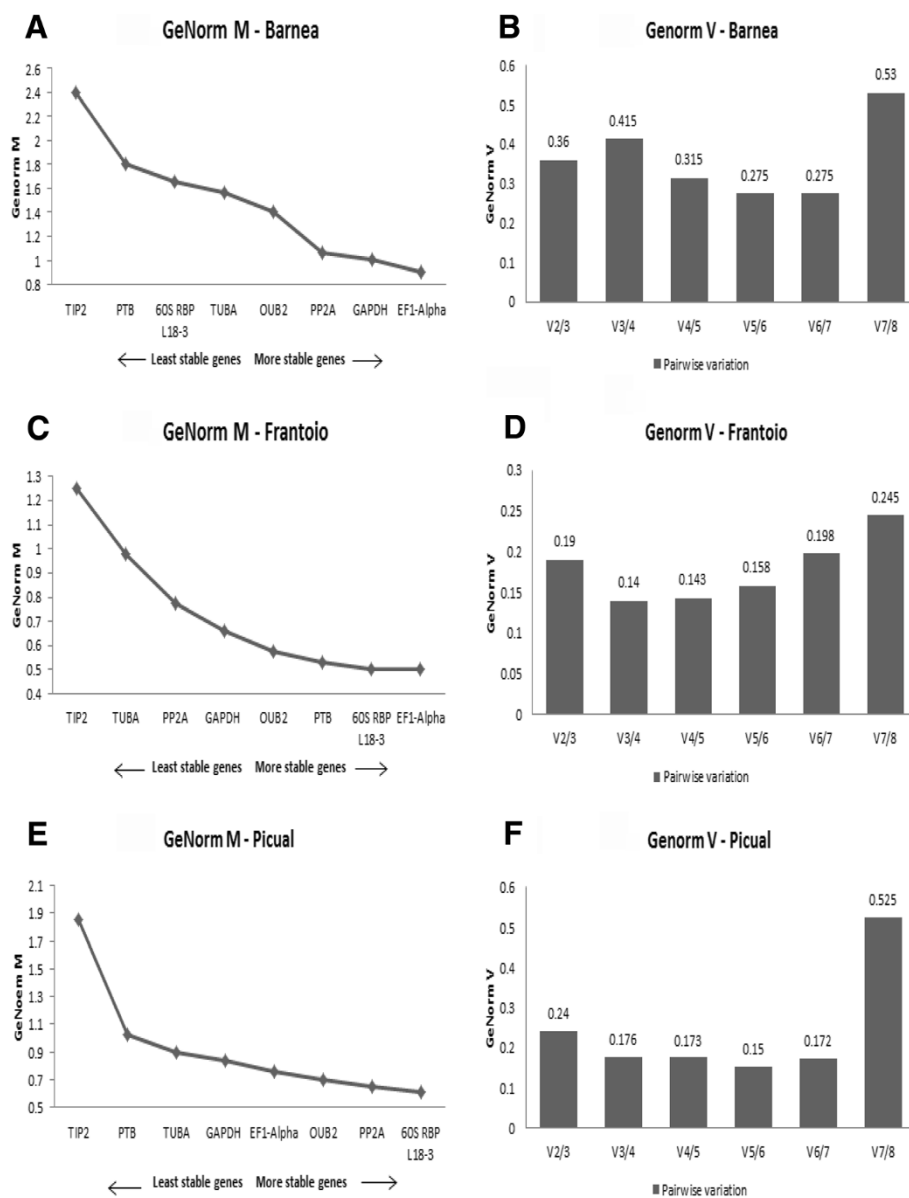 A
GeNorm M - Barnea
Genorm M
2.6
2.4
2.2
2
1.8
1.6
1.4
1.2
1
0.8
TIP2 PTB 60S RBP L18-3 TUBA OUB2 PP2A GAPDH EF1-Alpha
← Least stable genes More stable genes →
B
Genorm V - Barnea
GeNorm V
0.6
0.5
0.4
0.3
0.2
0.1
0
0.36 0.415 0.315 0.275 0.275 0.53
V2/3 V3/4 V4/5 V5/6 V6/7 V7/8
Pairwise variation
C
GeNorm M - Frantoio
GeNorm M
1.3
1.2
1.1
1
0.9
0.8
0.7
0.6
0.5
0.4
TIP2 TUBA PP2A GAPDH OUB2 PTB 60S RBP L18-3 EF1-Alpha
← Least stable genes More stable genes →
D
Genorm V - Frantoio
GeNorm V
0.3
0.25
0.2
0.15
0.1
0.05
0
0.19 0.14 0.143 0.158 0.198 0.245
V2/3 V3/4 V4/5 V5/6 V6/7 V7/8
Pairwise variation
E
GeNorm M - Picual
GeNoem M
2.1
1.9
1.7
1.5
1.3
1.1
0.9
0.7
0.5
TIP2 PTB TUBA GAPDH EF1-Alpha OUB2 PP2A 60S RBP L18-3
← Least stable genes More stable genes →
F
Genorm V - Picual
GeNorm V
0.6
0.5
0.4
0.3
0.2
0.1
0
0.24 0.176 0.173 0.15 0.172 0.525
V2/3 V3/4 V4/5 V5/6 V6/7 V7/8
Pairwise variation